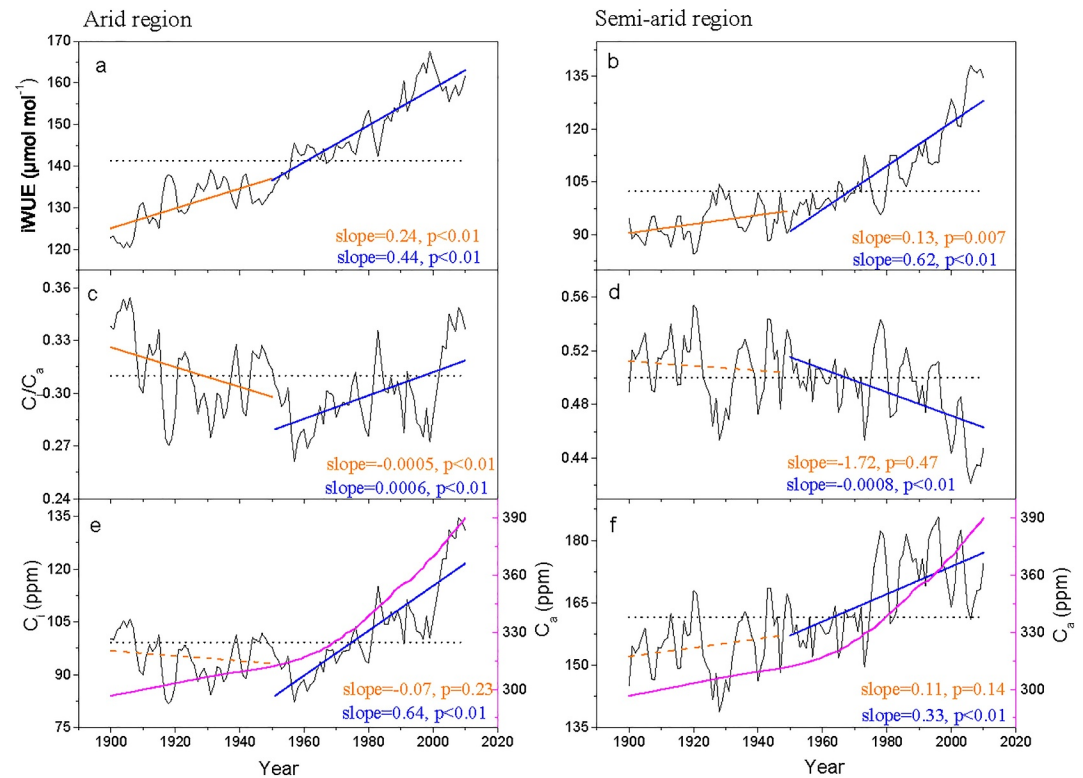 Arid region
Semi-arid region
a
170
160
150
140
130
120
iWUE (µmol mol⁻¹)
slope=0.24, p<0.01
slope=0.44, p<0.01
b
135
120
105
90
slope=0.13, p=0.007
slope=0.62, p<0.01
c
0.36
0.33
0.30
0.27
0.24
Cᵢ/Cₐ
slope=-0.0005, p<0.01
slope=0.0006, p<0.01
d
0.56
0.52
0.48
0.44
slope=-1.72, p=0.47
slope=-0.0008, p<0.01
e
135
120
105
90
75
Cᵢ (ppm)
390
360
330
300
Cₐ (ppm)
slope=-0.07, p=0.23
slope=0.64, p<0.01
1900 1920 1940 1960 1980 2000 2020
Year
f
180
165
150
135
390
360
330
300
Cₐ (ppm)
slope=0.11, p=0.14
slope=0.33, p<0.01
1900 1920 1940 1960 1980 2000 2020
Year